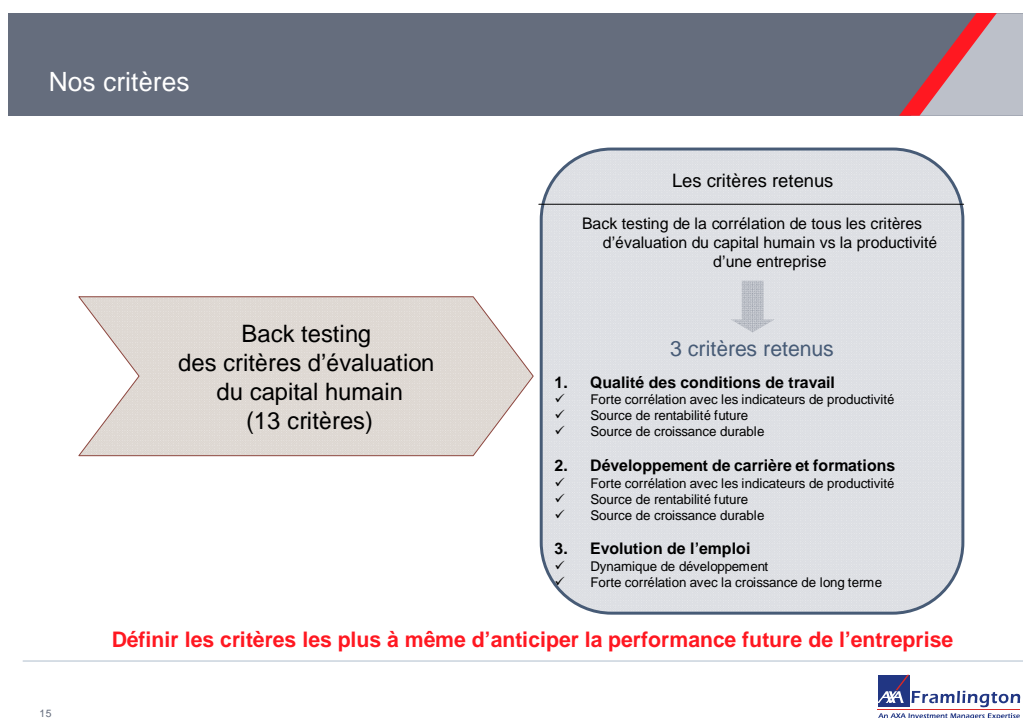 Nos critères
Back testing
des critères d'évaluation
du capital humain
(13 critères)
Les critères retenus
Back testing de la corrélation de tous les critères
d'évaluation du capital humain vs la productivité
d'une entreprise
3 critères retenus
1. Qualité des conditions de travail
✓ Forte corrélation avec les indicateurs de productivité
✓ Source de rentabilité future
✓ Source de croissance durable
2. Développement de carrière et formations
✓ Forte corrélation avec les indicateurs de productivité
✓ Source de rentabilité future
✓ Source de croissance durable
3. Evolution de l'emploi
✓ Dynamique de développement
✓ Forte corrélation avec la croissance de long terme
Définir les critères les plus à même d'anticiper la performance future de l'entreprise
15
AXA Framlington
An AXA Investment Managers Expertise